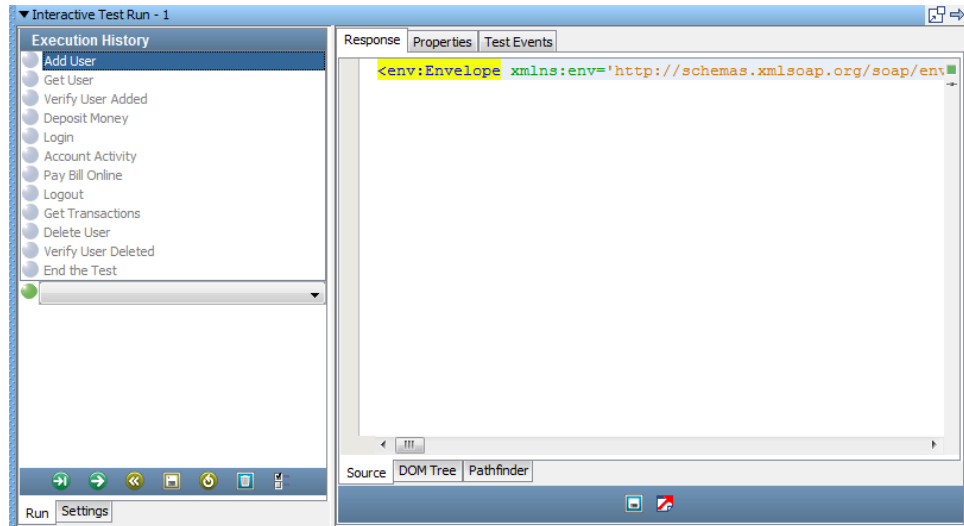 Interactive Test Run - 1
Execution History
Add User
Get User
Verify User Added
Deposit Money
Login
Account Activity
Pay Bill Online
Logout
Get Transactions
Delete User
Verify User Deleted
End the Test
Run Settings
Response Properties Test Events
<env:Envelope xmlns:env='http://schemas.xmlsoap.org/soap/env
Source DOM Tree Pathfinder